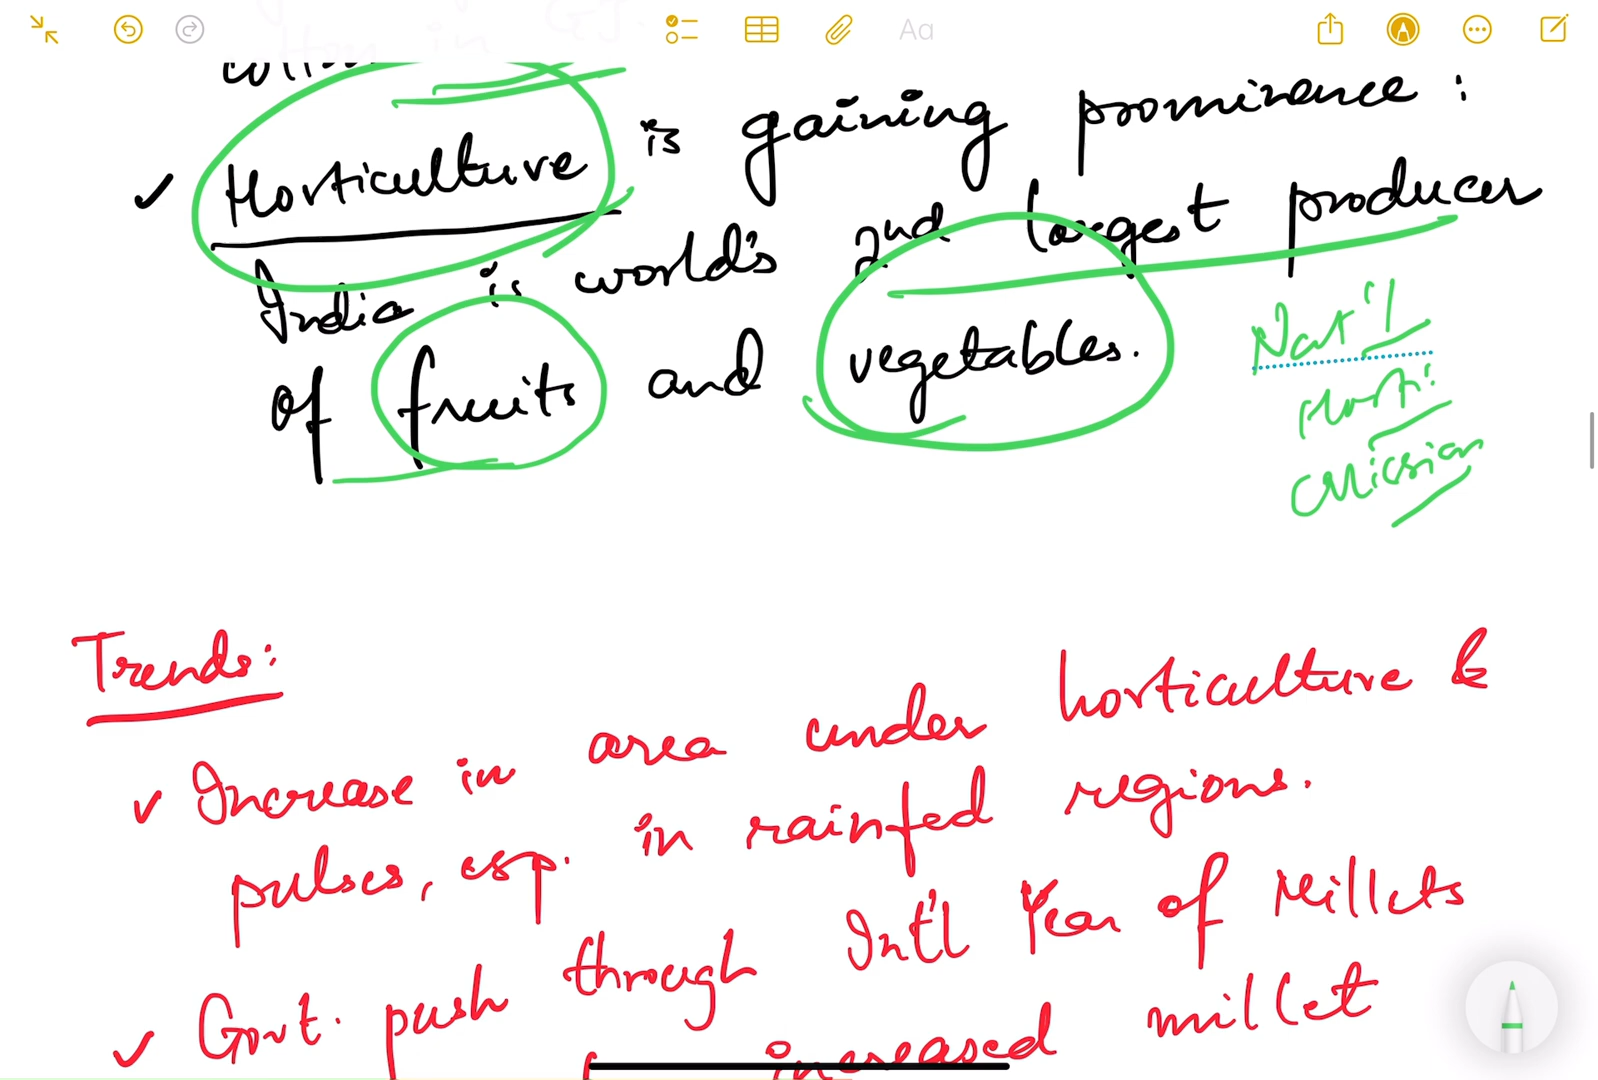 Aa
✓ Horticulture is gaining prominence:
India is world's 2nd largest producer
of fruits and vegetables.
Nat'l
Horti:
Mission
Trends:
✓ Increase in area under horticulture &
pulses, esp. in rainfed regions.
✓ Govt. push through Int'l Year of Millets
increased millet